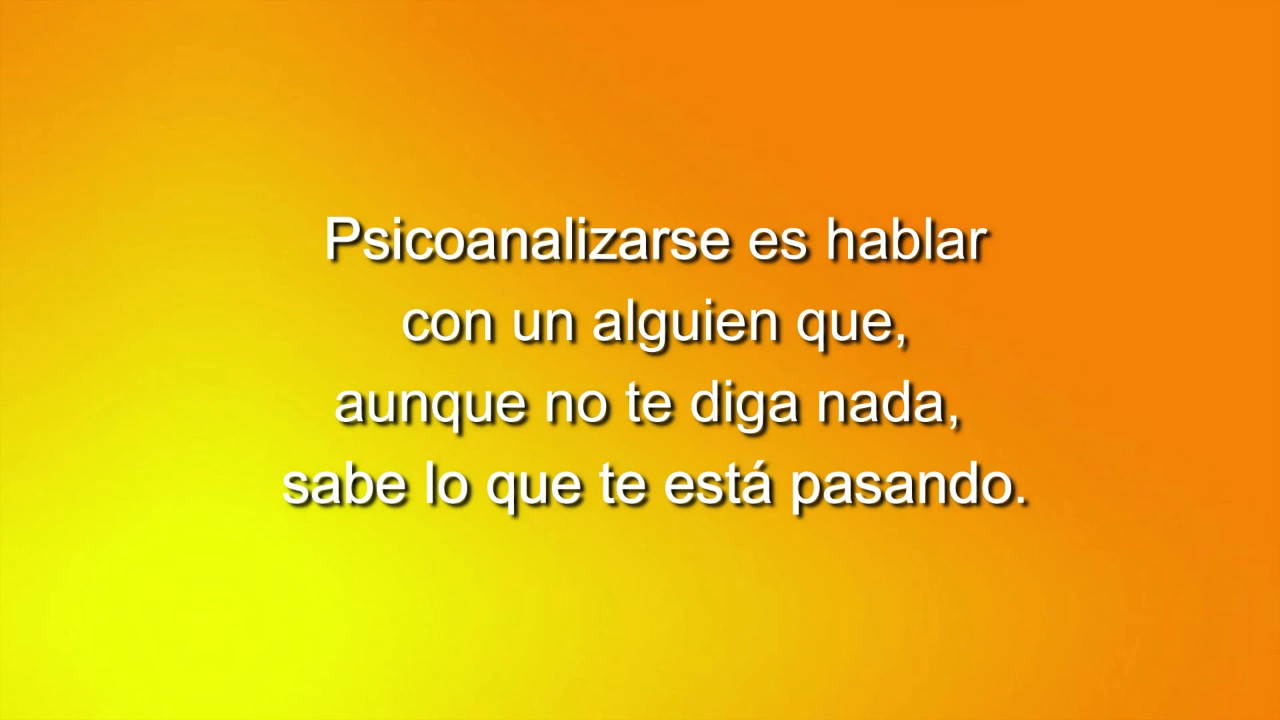 Psicoanalizarse es hablar
con un alguien que,
aunque no te diga nada,
sabe lo que te está pasando.